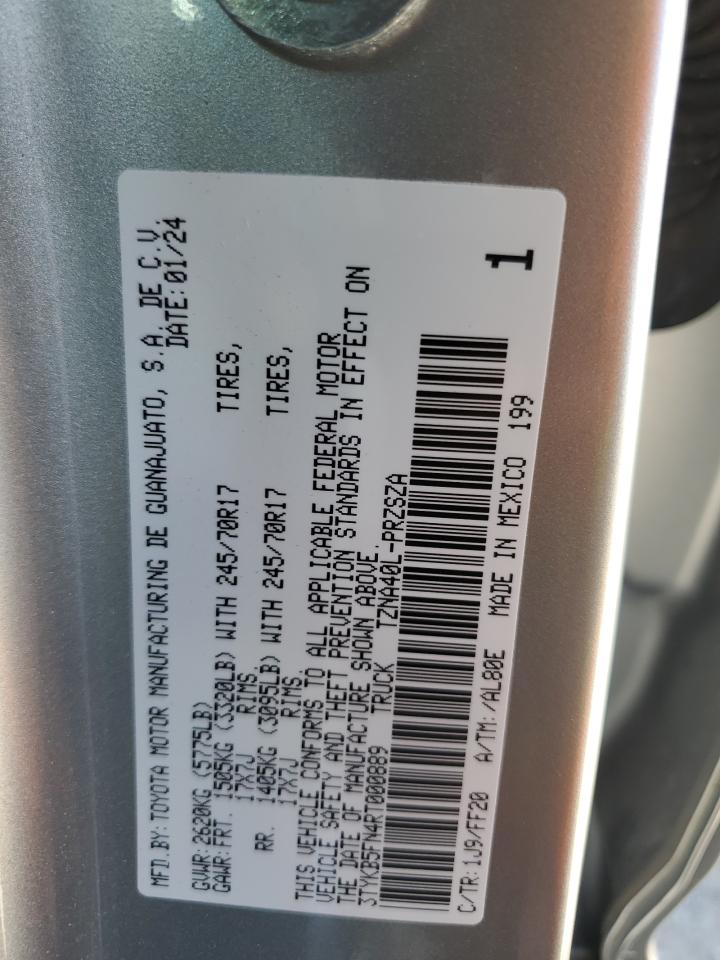 MFD.BY: TOYOTA MOTOR MANUFACTURING DE GUANAJUATO, S.A. DE C.V.
DATE: 01/24
GVWR: 2620KG (5775LB)
GAWR: FRT. 1505KG (3320LB) WITH 245/70R17 TIRES,
17X7J RIMS.
RR. 1405KG (3095LB) WITH 245/70R17 TIRES,
17X7J RIMS.
THIS VEHICLE CONFORMS TO ALL APPLICABLE FEDERAL MOTOR
VEHICLE SAFETY AND THEFT PREVENTION STANDARDS IN EFFECT ON
THE DATE OF MANUFACTURE SHOWN ABOVE.
3TYKB5FN4RT000889 TRUCK TZNA40L-PRZSZA
1
C/TR: 1J9/FF20 A/TM: /AL80E MADE IN MEXICO 199